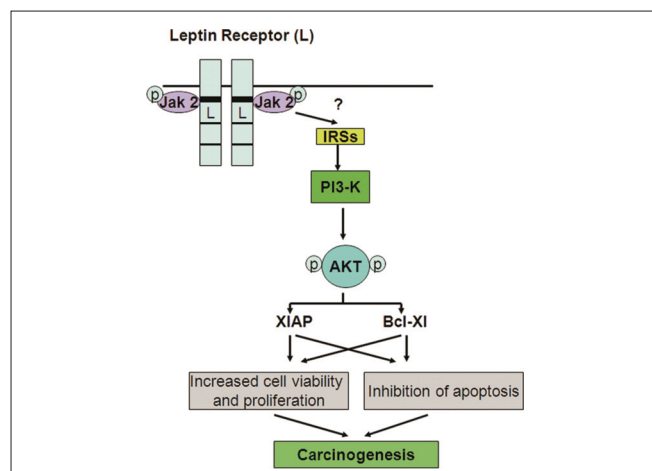 Leptin Receptor (L)
p
Jak 2
L
L
Jak 2
p
?
IRSs
PI3-K
p
AKT
p
XIAP
Bcl-Xl
Increased cell viability
and proliferation
Inhibition of apoptosis
Carcinogenesis